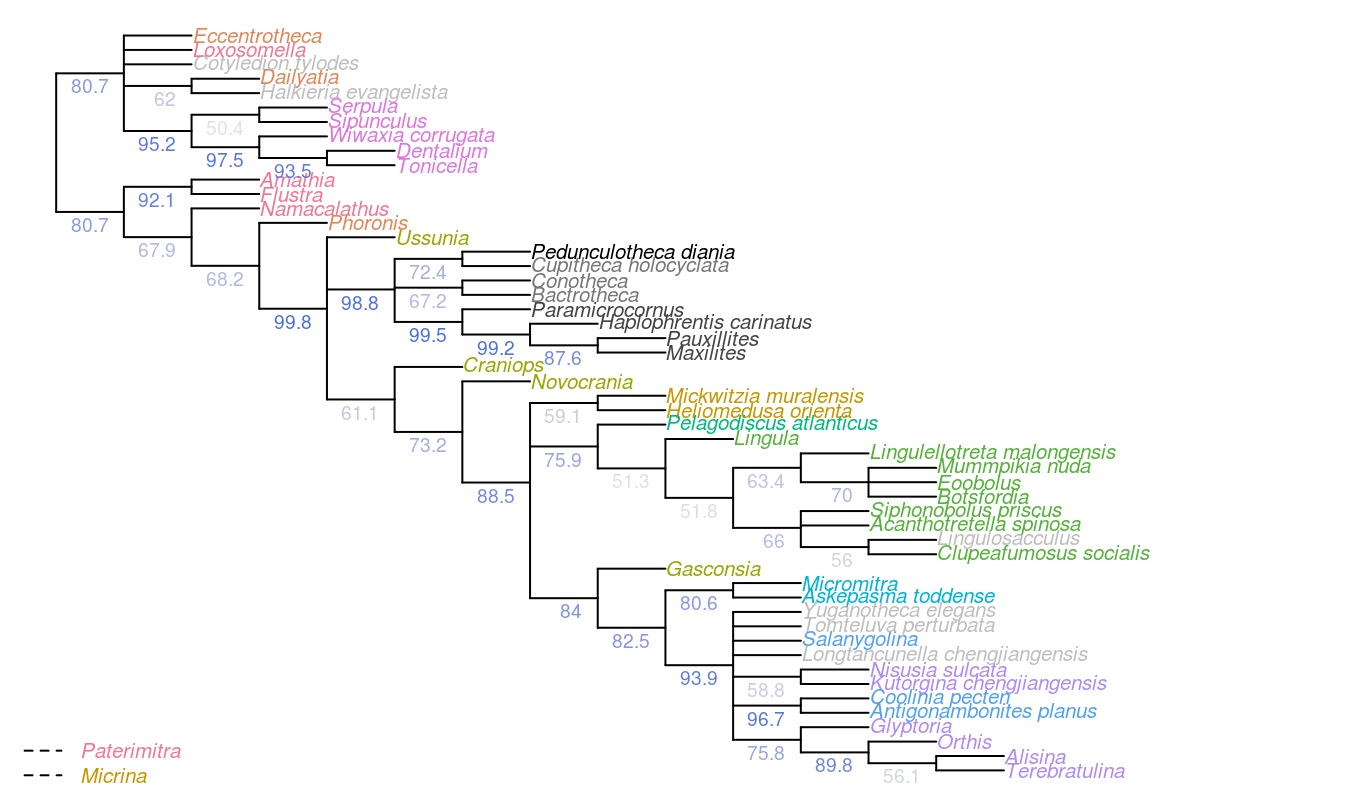 Eccentrotheca
Loxosomella
Cotyledion tylodes
Dailyatia
80.7
Halkieria evangelista
62
Serpula
Sipunculus
50.4
Wiwaxia corrugata
95.2
Dentalium
97.5
Tonicella
93.5
Amathia
Flustra
92.1
Namacalathus
80.7
Phoronis
Ussunia
67.9
Pedunculotheca diania
Cupitheca holocyclata
68.2
72.4
Conotheca
Bactrotheca
98.8
67.2
Paramicrocornus
99.8
Haplophrentis carinatus
99.5
Pauxillites
99.2
Maxilites
87.6
Craniops
Novocrania
Mickwitzia muralensis
61.1
Heliomedusa orienta
59.1
Pelagodiscus atlanticus
Lingula
73.2
Lingulellotreta malongensis
75.9
Mummpikia nuda
51.3
63.4
Eoobolus
88.5
70
Botsfordia
51.8
Siphonobolus priscus
Acanthotretella spinosa
66
Lingulosacculus
Clupeafumosus socialis
56
Gasconsia
Micromitra
Askepasma toddense
84
80.6
Yuganotheca elegans
Tomteluva perturbata
82.5
Salanygolina
Longtancunella chengjiangensis
Nisusia sulcata
93.9
Kutorgina chengjiangensis
58.8
Coolinia pecten
Antigonambonites planus
96.7
Glyptoria
Orthis
75.8
Alisina
89.8
Terebratulina
56.1
Paterimitra
Micrina